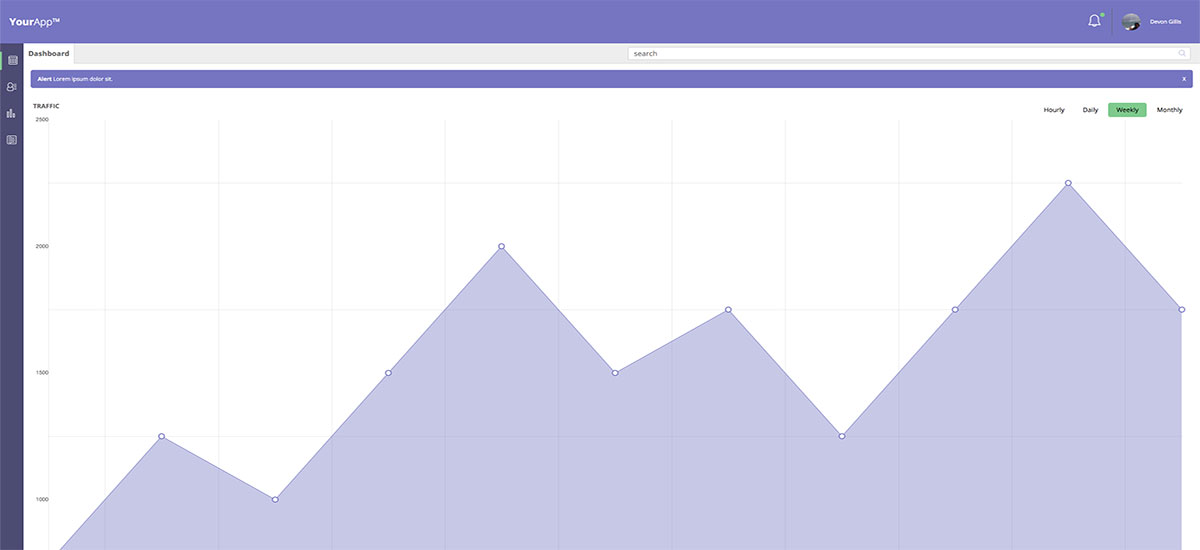 YourApp™
Devon Gillis
Dashboard
search
Alert Lorem ipsum dolor sit.
x
TRAFFIC
Hourly Daily Weekly Monthly
2500
2000
1500
1000